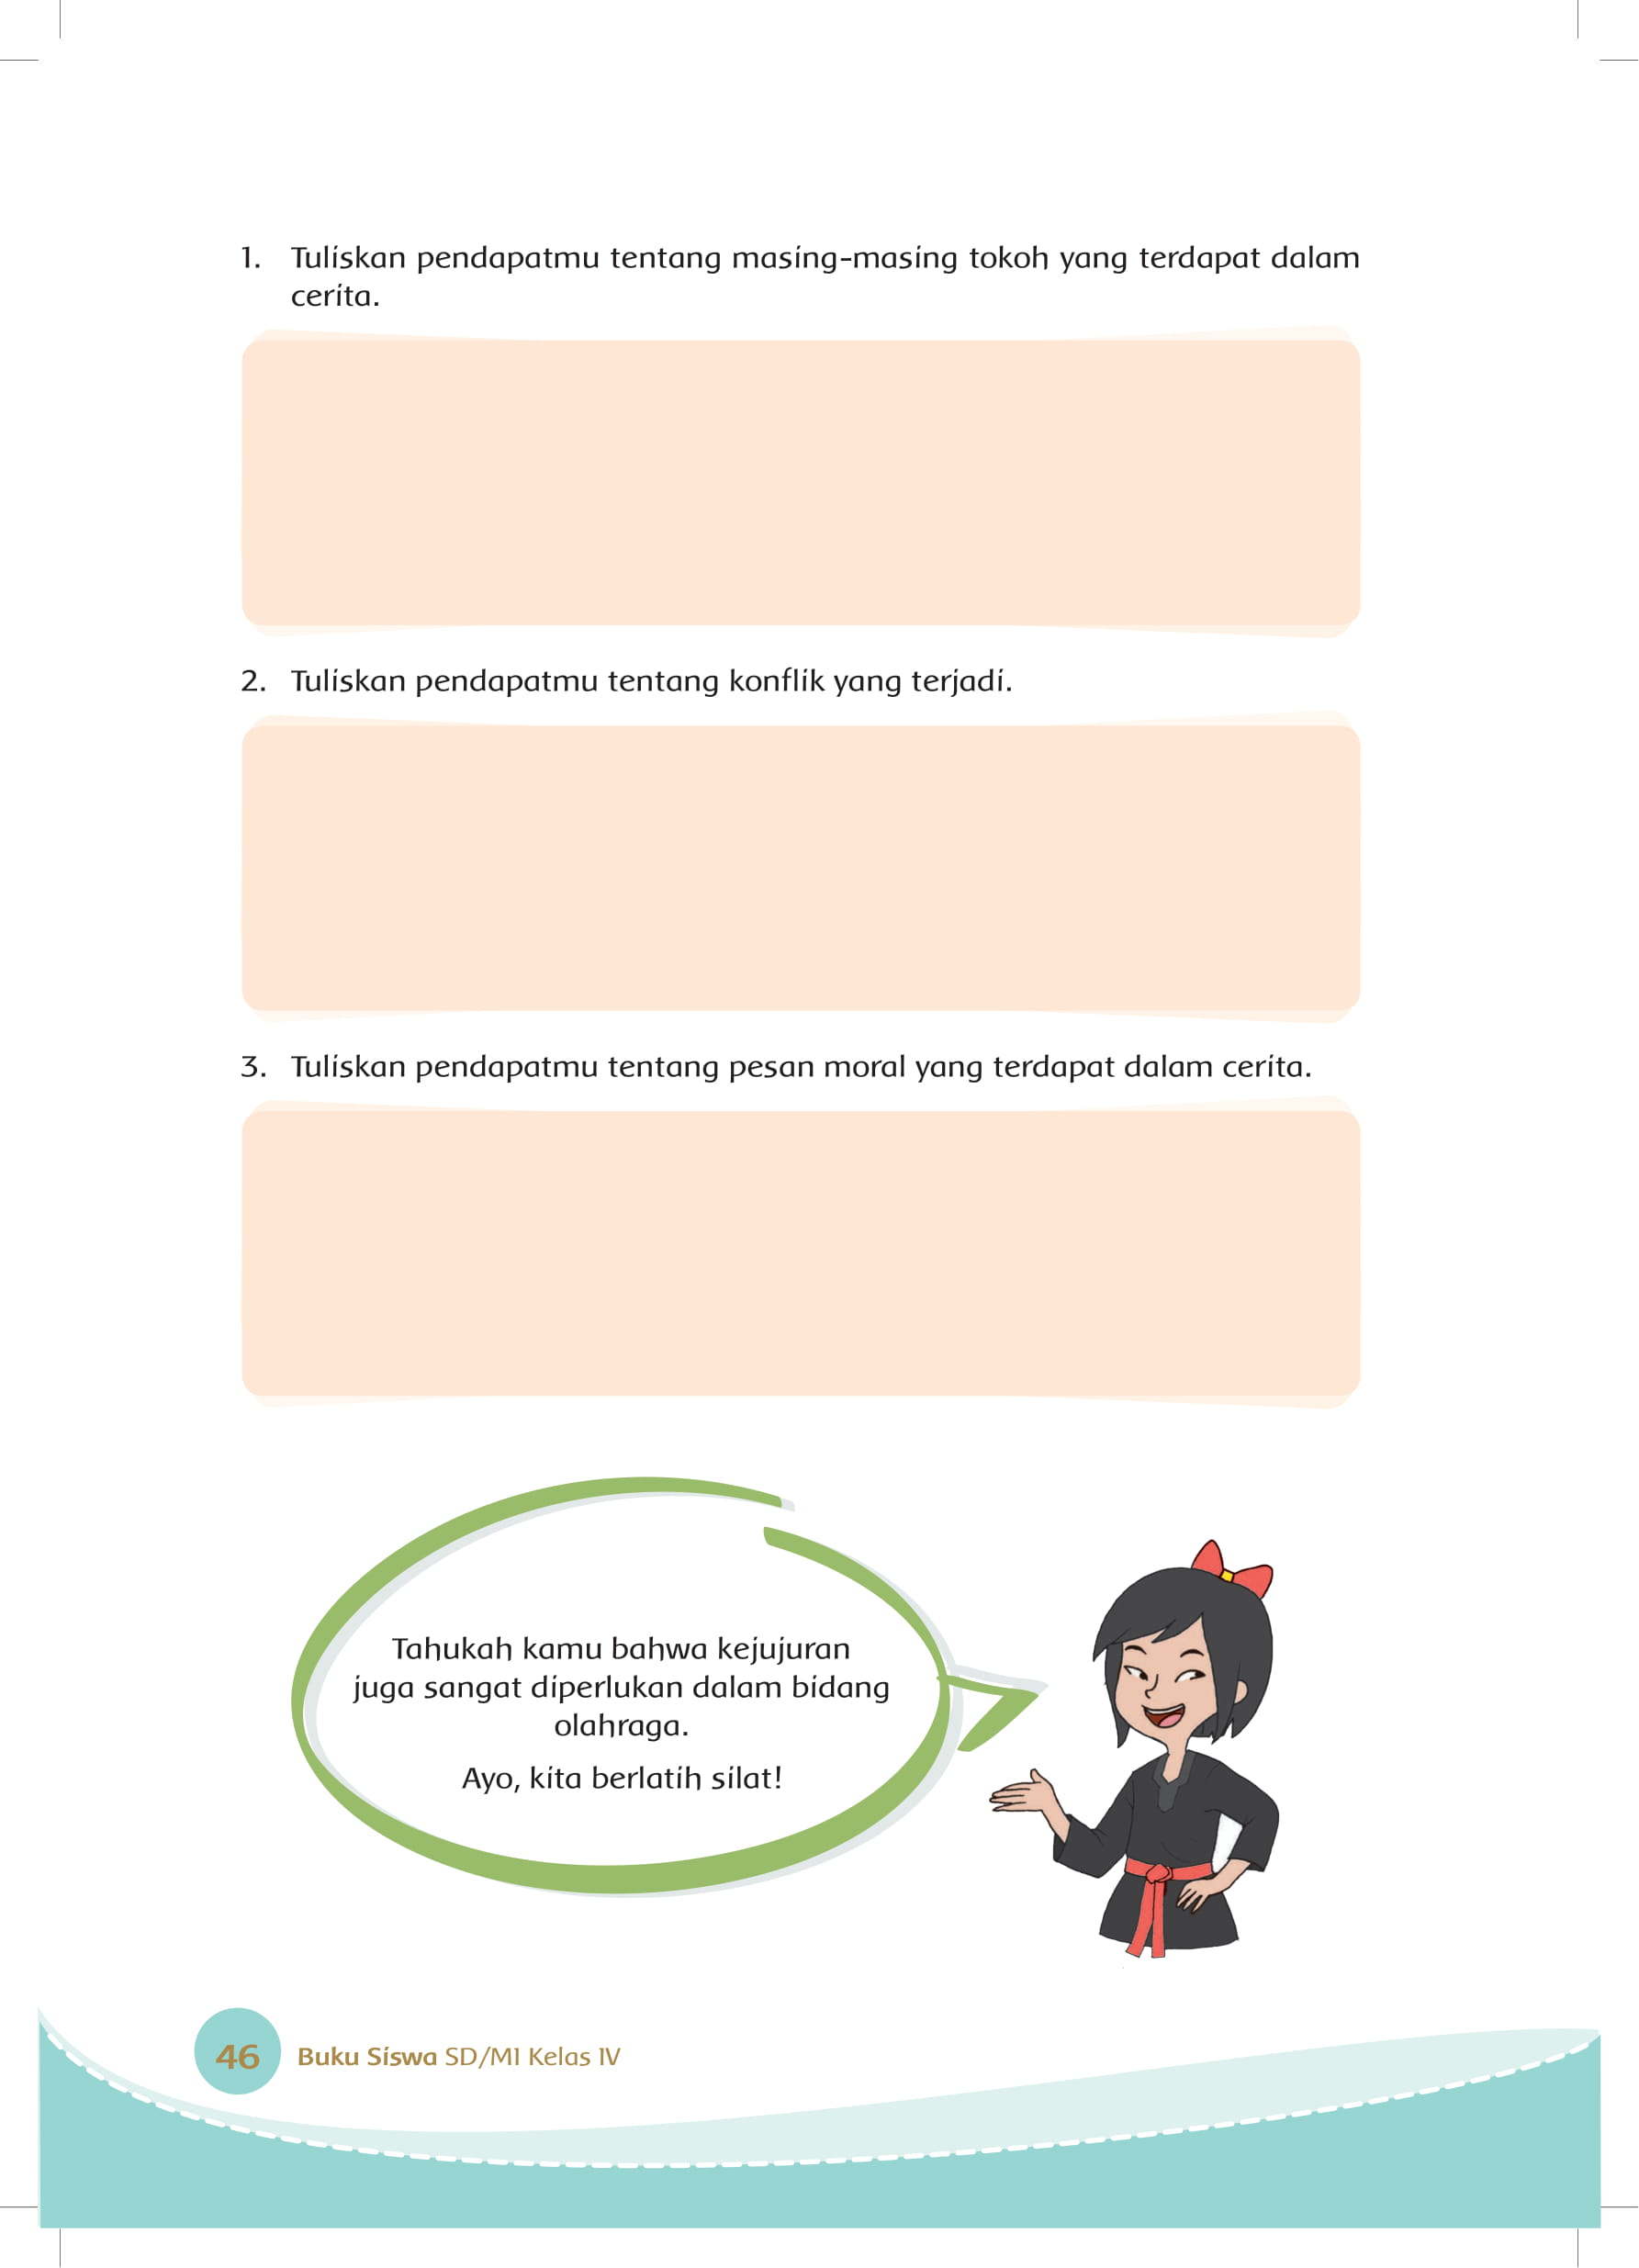 1. Tuliskan pendapatmu tentang masing-masing tokoh yang terdapat dalam
cerita.
2. Tuliskan pendapatmu tentang konflik yang terjadi.
3. Tuliskan pendapatmu tentang pesan moral yang terdapat dalam cerita.
Tahukah kamu bahwa kejujuran
juga sangat diperlukan dalam bidang
olahraga.
Ayo, kita berlatih silat!
46 Buku Siswa SD/MI Kelas IV